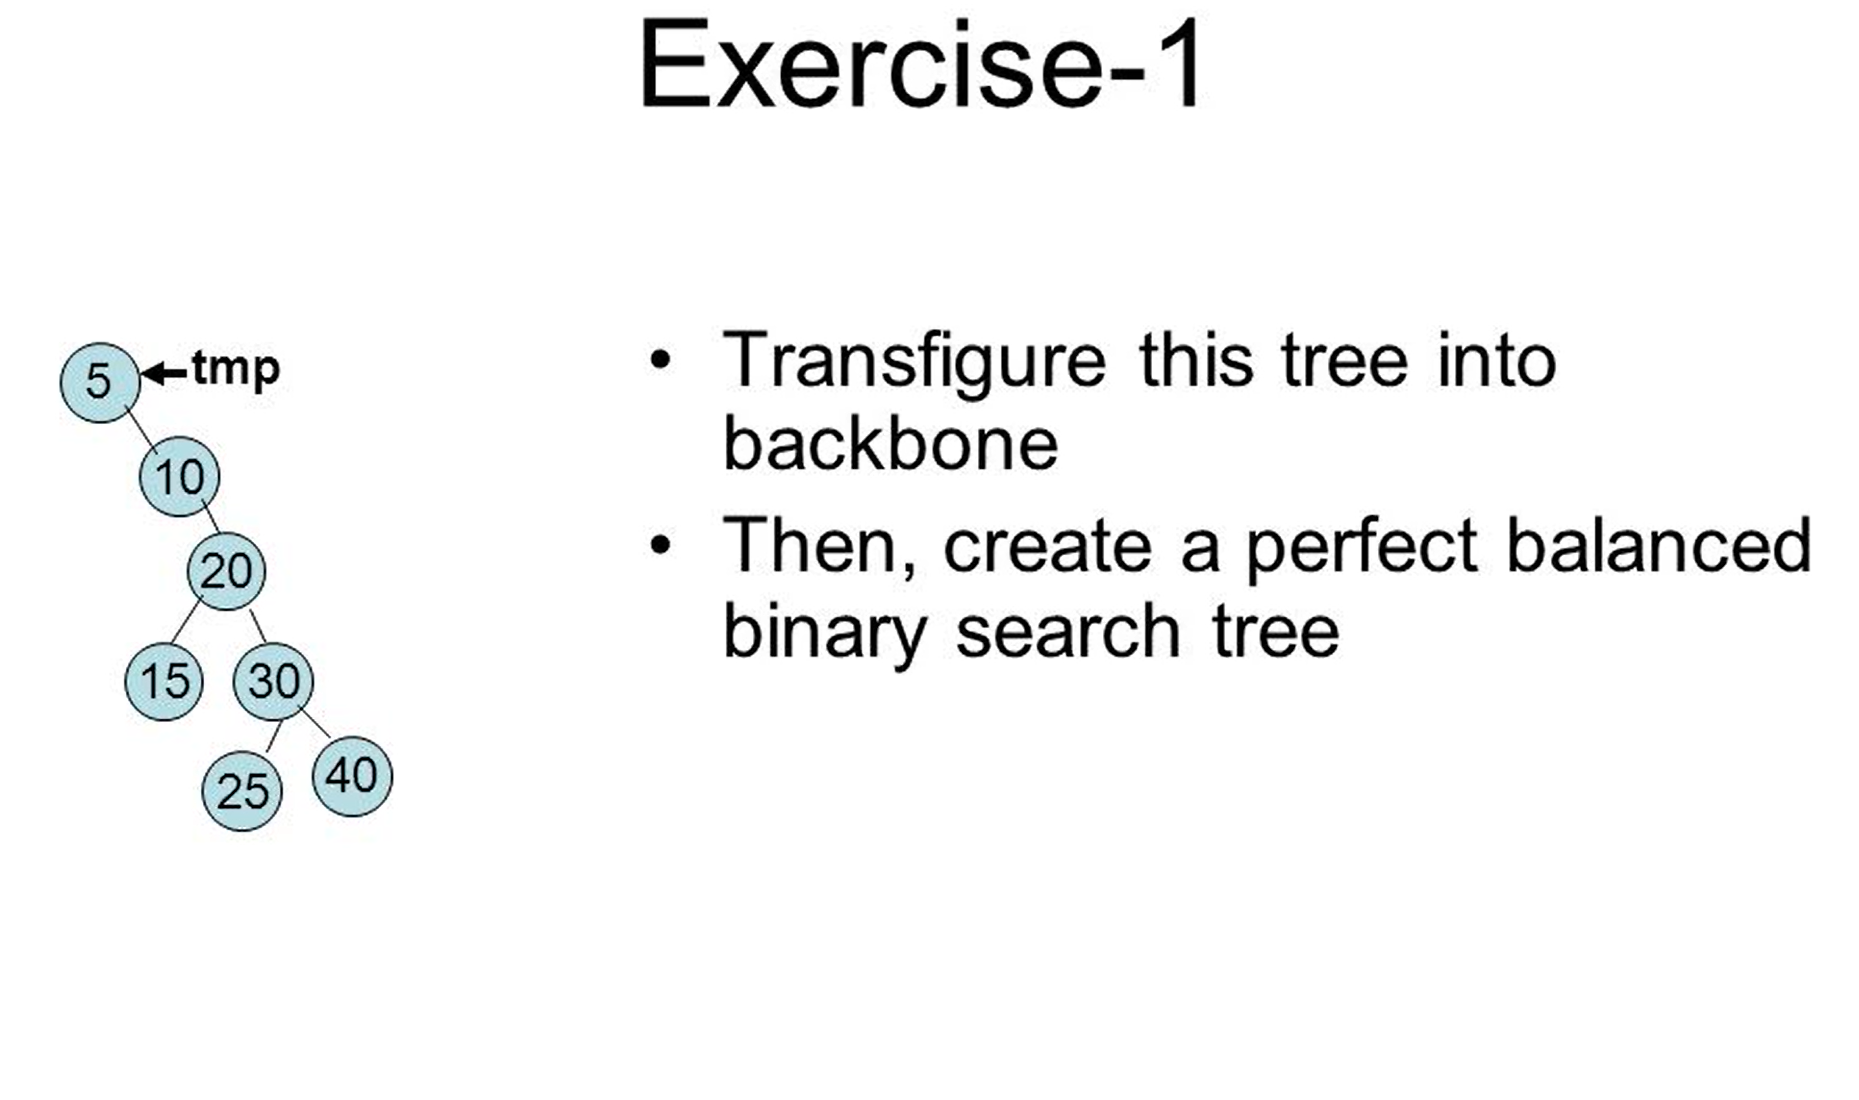 Exercise-1
5
tmp
10
20
15
30
25
40
• Transfigure this tree into
backbone
• Then, create a perfect balanced
binary search tree